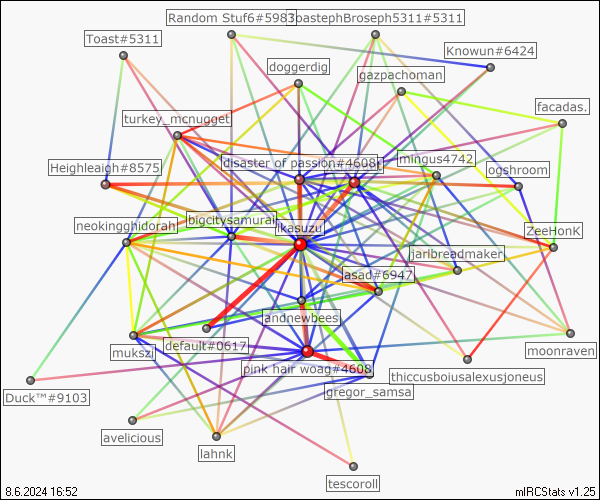 Random Stuf6#5983
ToastephBroseph5311#5311
Toast#5311
Knowun#6424
doggerdig
gazpachoman
facadas.
turkey_mcnugget
disaster of passion#4608
mingus4742
Heighleaigh#8575
ogshroom
bigcitysamurai
neokingghidorah
ikasuzu
ZeeHonK
jarlbreadmaker
asad#6947
andnewbees
default#0617
mukszi
moonraven
pink hair woag#4608
thiccusboiusalexusjoneus
Duck™#9103
gregor_samsa
avelicious
lahnk
tescoroll
8.6.2024 16:52
mIRCStats v1.25